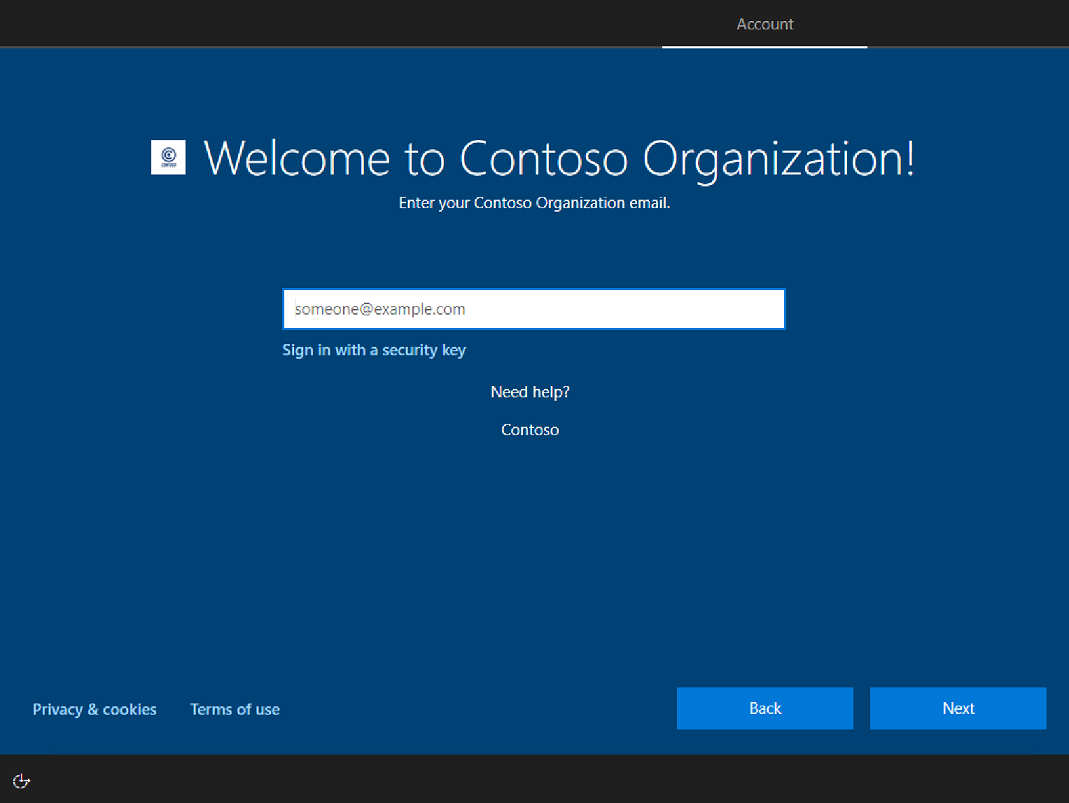 Account
Welcome to Contoso Organization!
Enter your Contoso Organization email.
someone@example.com
Sign in with a security key
Need help?
Contoso
Privacy & cookies
Terms of use
Back
Next